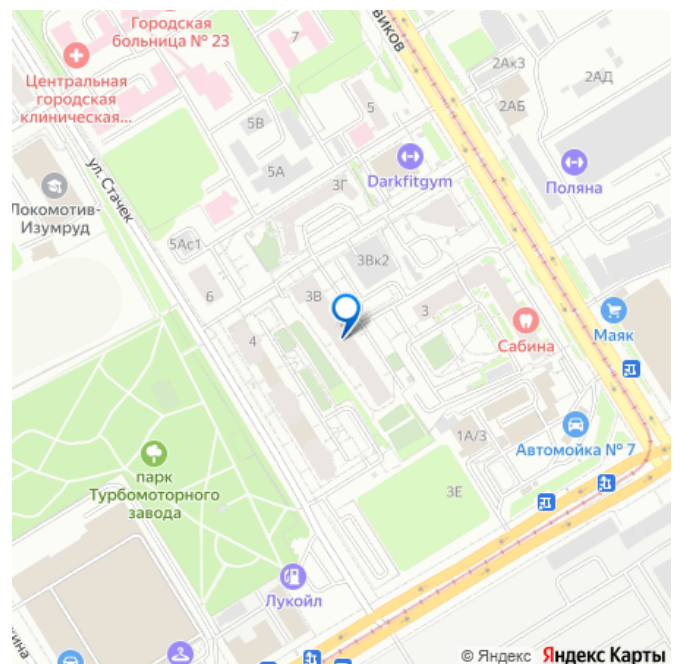 Городская
больница № 23
виков
7
2Ак3
2АД
Центральная
городская
клиническая...
2АБ
5В
5
5А
Darkfitgym
Поляна
3Г
ул. Стачек
Локомотив-
Изумруд
5Ас1
3Вк2
6
3В
3
4
Сабина
Маяк
1А/3
Автомойка № 7
парк
Турбомоторного
завода
3Е
Лукойл
кина
© Яндекс Яндекс Карты